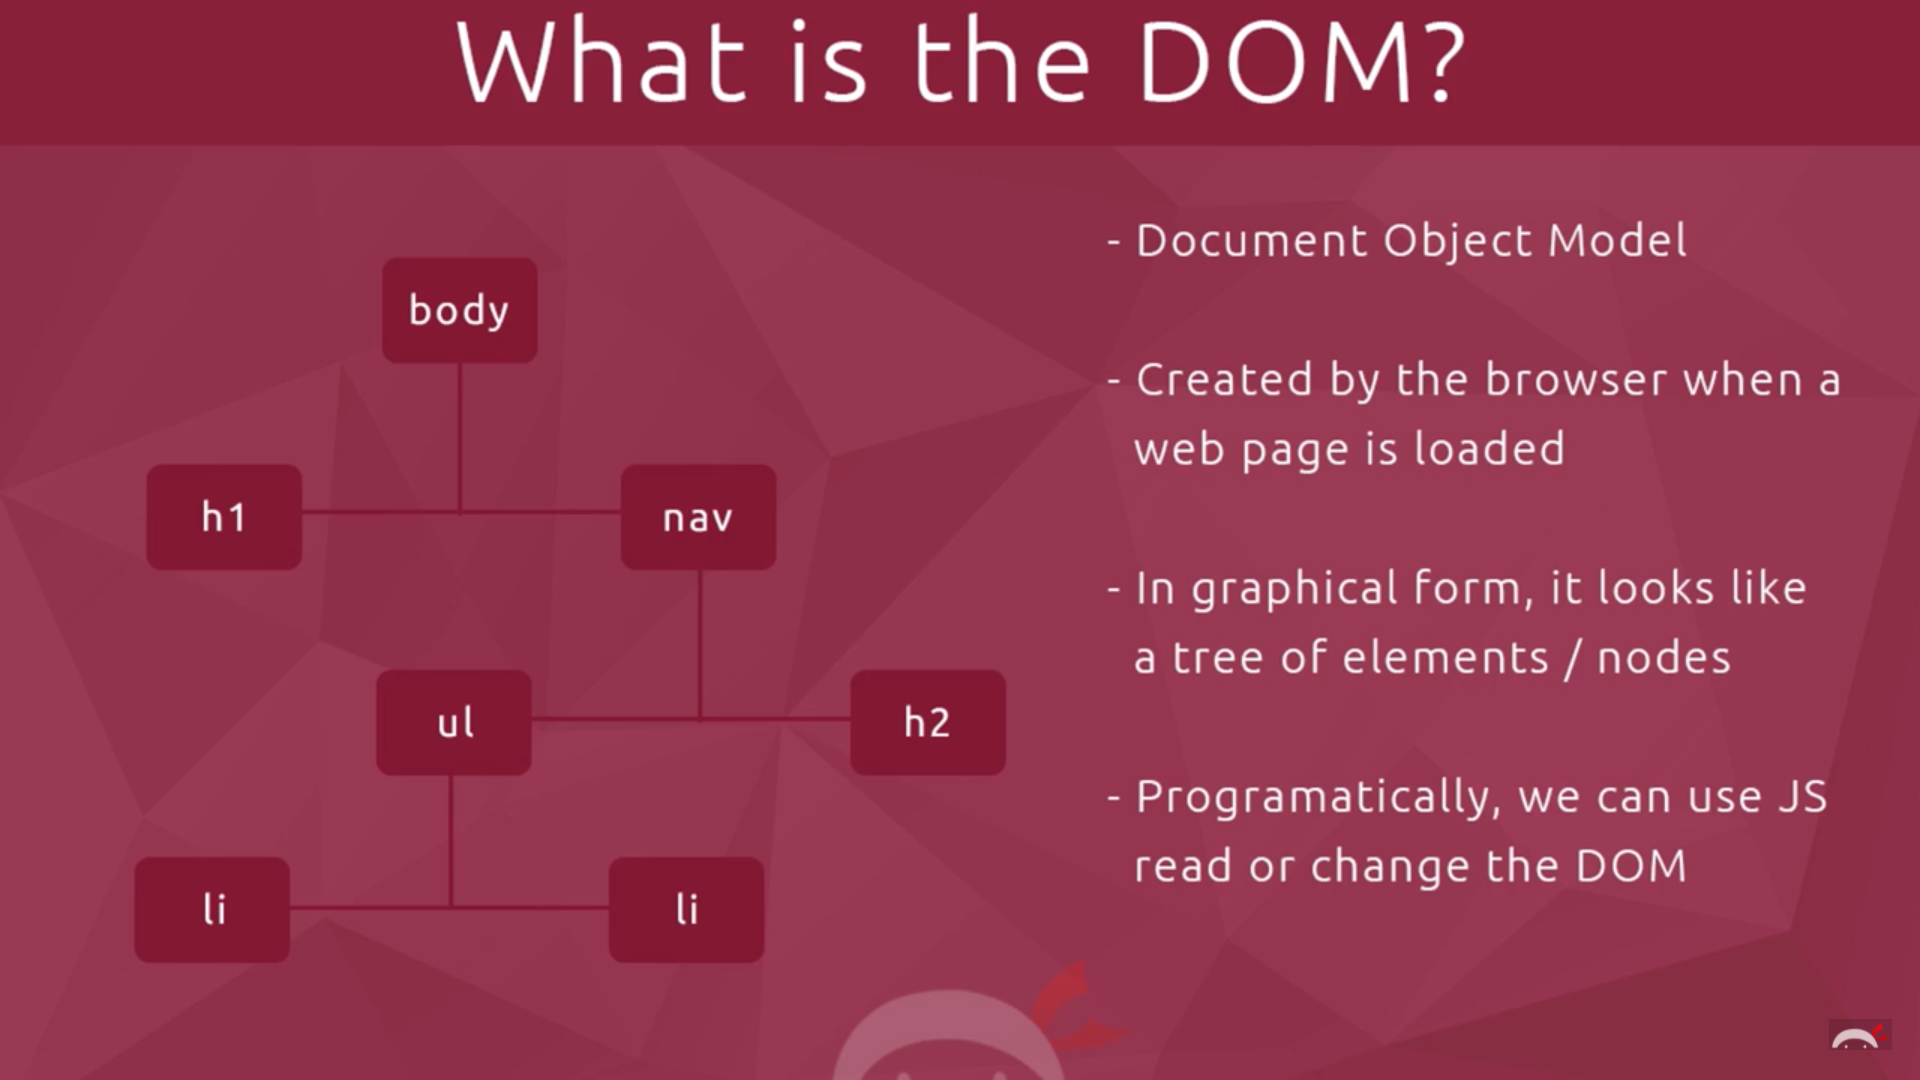 What is the DOM?
body
h1
nav
ul
h2
li
li
- Document Object Model
- Created by the browser when a
web page is loaded
- In graphical form, it looks like
a tree of elements / nodes
- Programatically, we can use JS
read or change the DOM